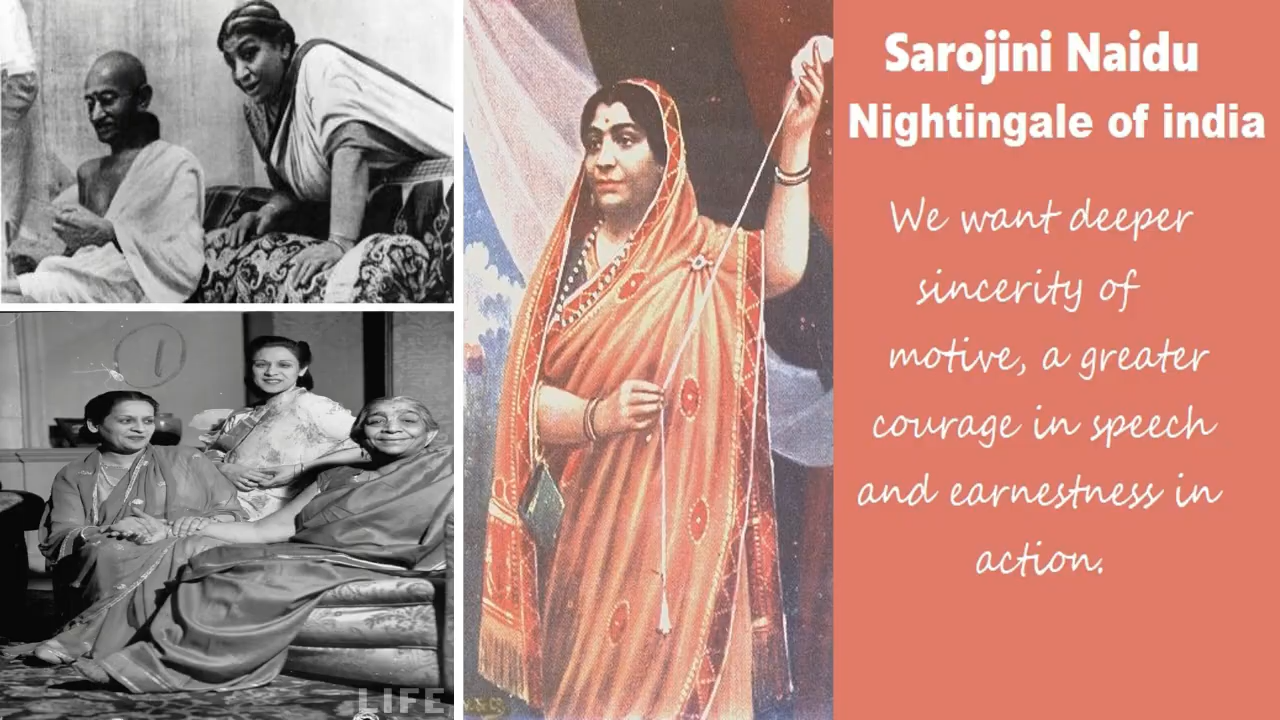 Sarojini Naidu
Nightingale of india
We want deeper
sincerity of
motive, a greater
courage in speech
and earnestness in
action.
1
LIFE